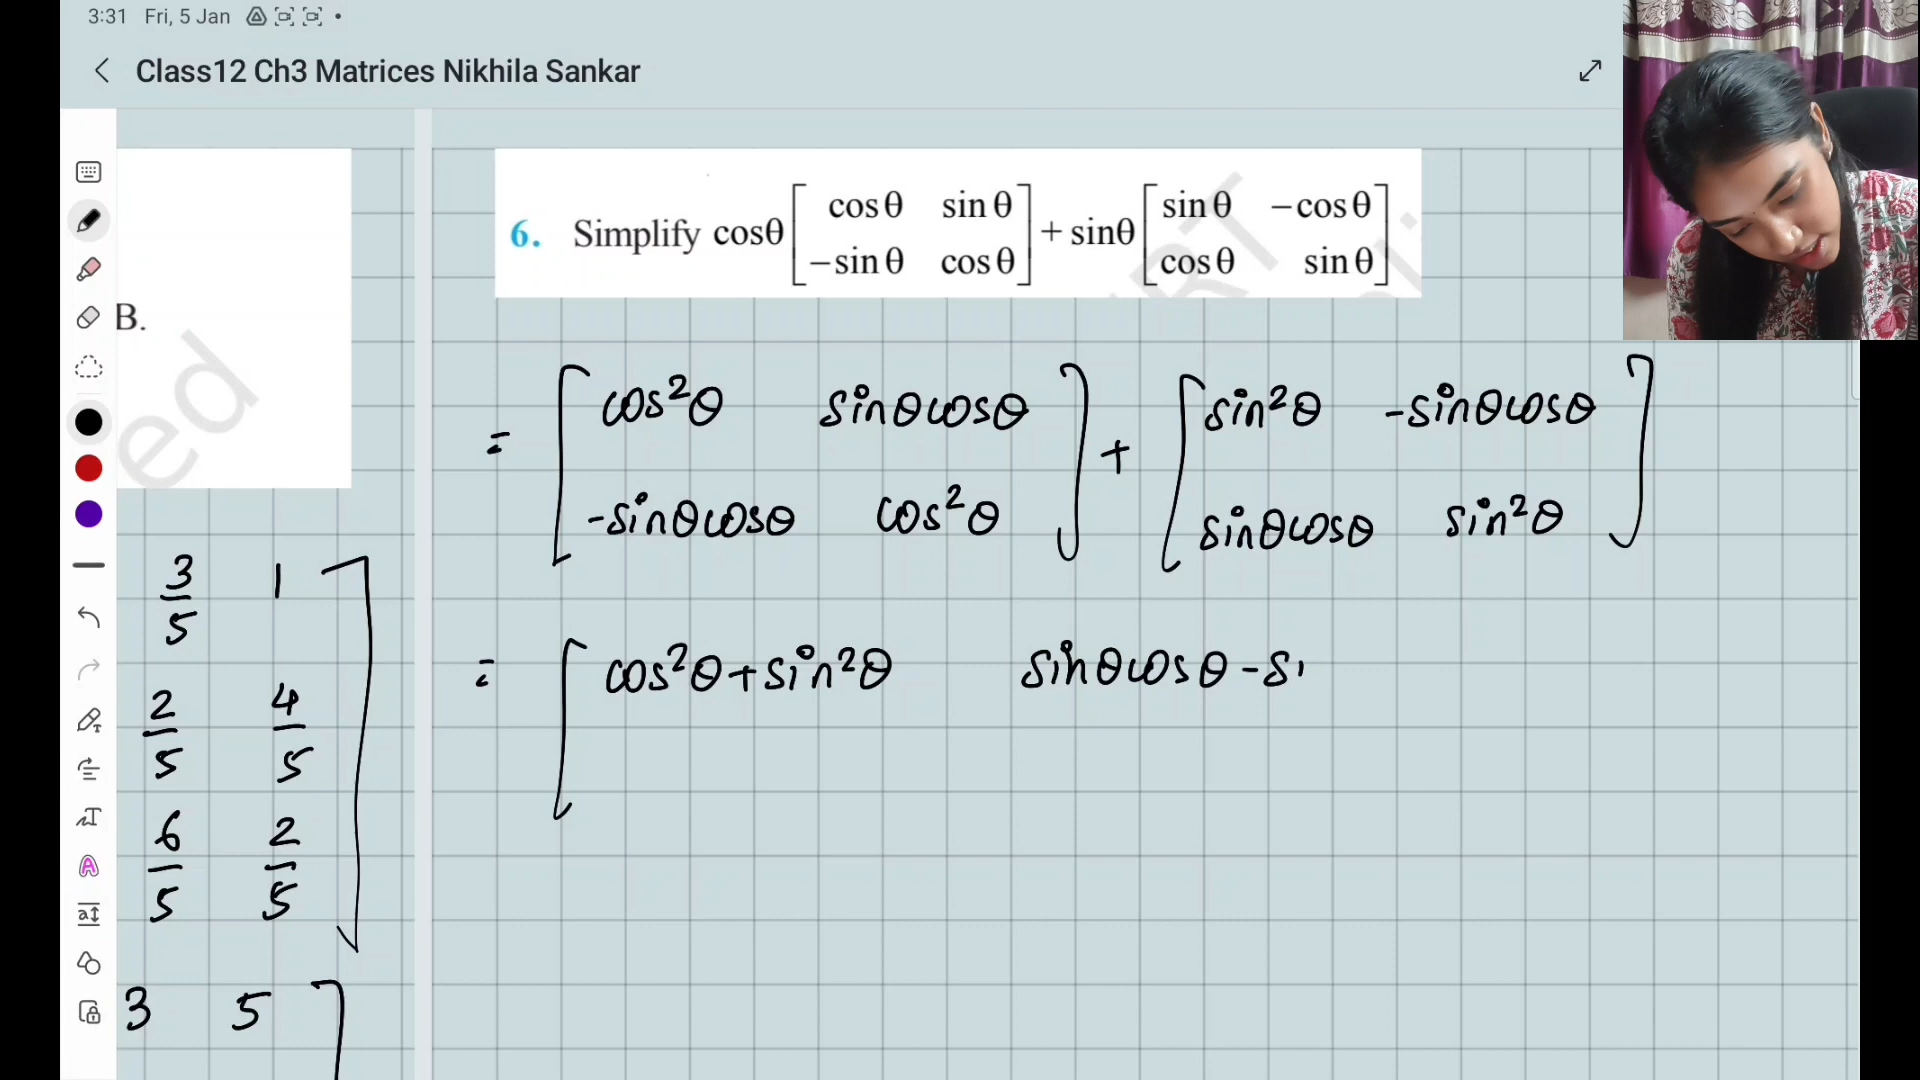 3:31 Fri, 5 Jan
Class12 Ch3 Matrices Nikhila Sankar
6. Simplify cosθ [ cosθ sinθ ; −sinθ cosθ ] + sinθ [ sinθ −cosθ ; cosθ sinθ ]
B.
ed
= [ cos²θ sinθcosθ ; -sinθcosθ cos²θ ] + [ sin²θ -sinθcosθ ; sinθcosθ sin²θ ]
= [ cos²θ+sin²θ sinθcosθ-si
3/5 1
2/5 4/5
6/5 2/5
3 5